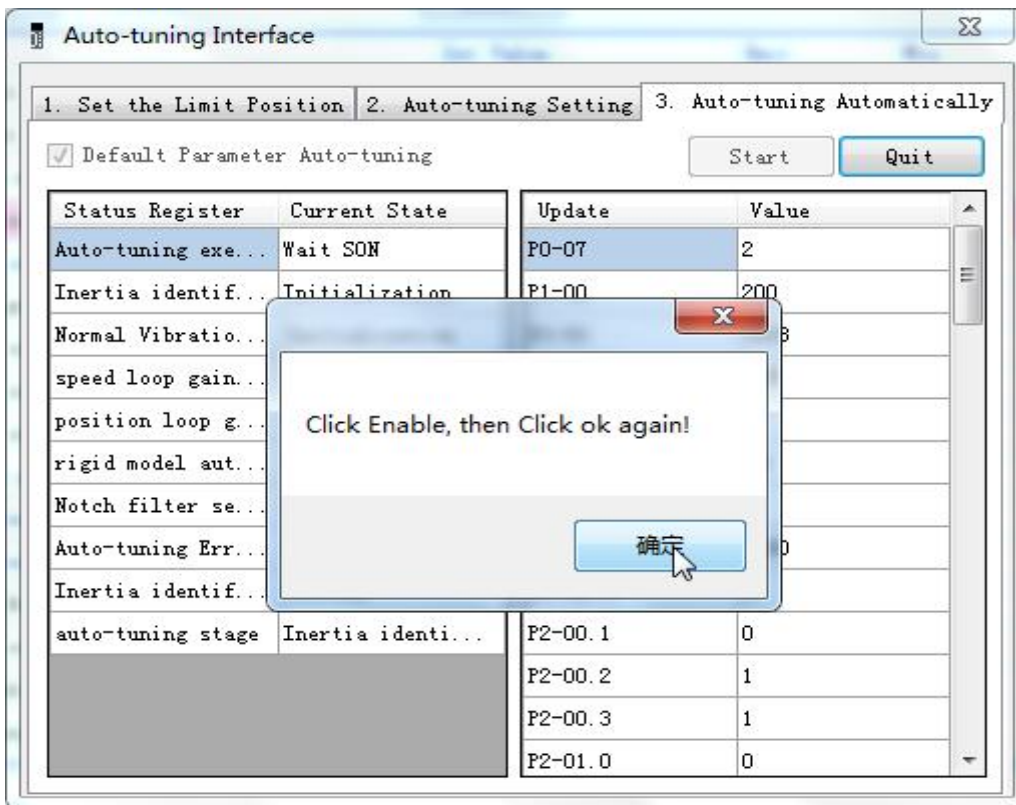 Auto-tuning Interface
1. Set the Limit Position 2. Auto-tuning Setting 3. Auto-tuning Automatically
Default Parameter Auto-tuning Start Quit
Status Register Current State Update Value
Auto-tuning exe... Wait SON P0-07 2
Inertia identif... Initialization P1-00 200
Normal Vibratio...
speed loop gain...
Click Enable, then Click ok again!
position loop g...
rigid model aut...
Notch filter se...
确定
Auto-tuning Err...
Inertia identif...
auto-tuning stage Inertia identi... P2-00.1 0
P2-00.2 1
P2-00.3 1
P2-01.0 0